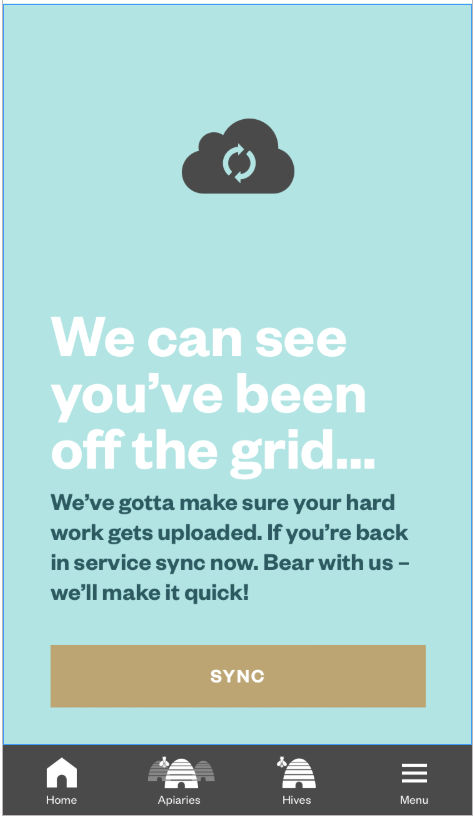 We can see
you’ve been
off the grid...
We’ve gotta make sure your hard
work gets uploaded. If you’re back
in service sync now. Bear with us –
we’ll make it quick!
SYNC
Home
Apiaries
Hives
Menu